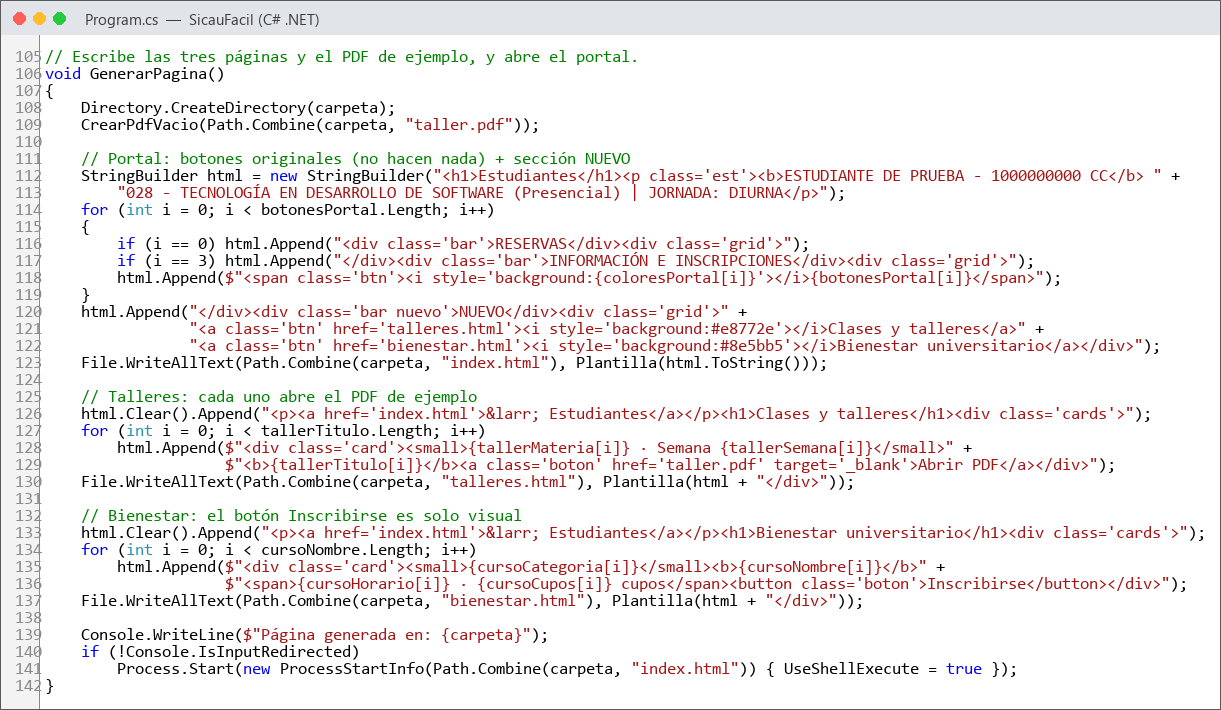 Program.cs — SicauFacil (C# .NET)
105 // Escribe las tres páginas y el PDF de ejemplo, y abre el portal.
106 void GenerarPagina()
107 {
108     Directory.CreateDirectory(carpeta);
109     CrearPdfVacio(Path.Combine(carpeta, "taller.pdf"));
110
111     // Portal: botones originales (no hacen nada) + sección NUEVO
112     StringBuilder html = new StringBuilder("<h1>Estudiantes</h1><p class='est'><b>ESTUDIANTE DE PRUEBA - 1000000000 CC</b> " +
113         "028 - TECNOLOGÍA EN DESARROLLO DE SOFTWARE (Presencial) | JORNADA: DIURNA</p>");
114     for (int i = 0; i < botonesPortal.Length; i++)
115     {
116         if (i == 0) html.Append("<div class='bar'>RESERVAS</div><div class='grid'>");
117         if (i == 3) html.Append("</div><div class='bar'>INFORMACIÓN E INSCRIPCIONES</div><div class='grid'>");
118         html.Append($"<span class='btn'><i style='background:{coloresPortal[i]}'></i>{botonesPortal[i]}</span>");
119     }
120     html.Append("</div><div class='bar nuevo'>NUEVO</div><div class='grid'>" +
121                 "<a class='btn' href='talleres.html'><i style='background:#e8772e'></i>Clases y talleres</a>" +
122                 "<a class='btn' href='bienestar.html'><i style='background:#8e5bb5'></i>Bienestar universitario</a></div>");
123     File.WriteAllText(Path.Combine(carpeta, "index.html"), Plantilla(html.ToString()));
124
125     // Talleres: cada uno abre el PDF de ejemplo
126     html.Clear().Append("<p><a href='index.html'>&larr; Estudiantes</a></p><h1>Clases y talleres</h1><div class='cards'>");
127     for (int i = 0; i < tallerTitulo.Length; i++)
128         html.Append($"<div class='card'><small>{tallerMateria[i]} · Semana {tallerSemana[i]}</small>" +
129                     $"<b>{tallerTitulo[i]}</b><a class='boton' href='taller.pdf' target='_blank'>Abrir PDF</a></div>");
130     File.WriteAllText(Path.Combine(carpeta, "talleres.html"), Plantilla(html + "</div>"));
131
132     // Bienestar: el botón Inscribirse es solo visual
133     html.Clear().Append("<p><a href='index.html'>&larr; Estudiantes</a></p><h1>Bienestar universitario</h1><div class='cards'>");
134     for (int i = 0; i < cursoNombre.Length; i++)
135         html.Append($"<div class='card'><small>{cursoCategoria[i]}</small><b>{cursoNombre[i]}</b>" +
136                     $"<span>{cursoHorario[i]} · {cursoCupos[i]} cupos</span><button class='boton'>Inscribirse</button></div>");
137     File.WriteAllText(Path.Combine(carpeta, "bienestar.html"), Plantilla(html + "</div>"));
138
139     Console.WriteLine($"Página generada en: {carpeta}");
140     if (!Console.IsInputRedirected)
141         Process.Start(new ProcessStartInfo(Path.Combine(carpeta, "index.html")) { UseShellExecute = true });
142 }